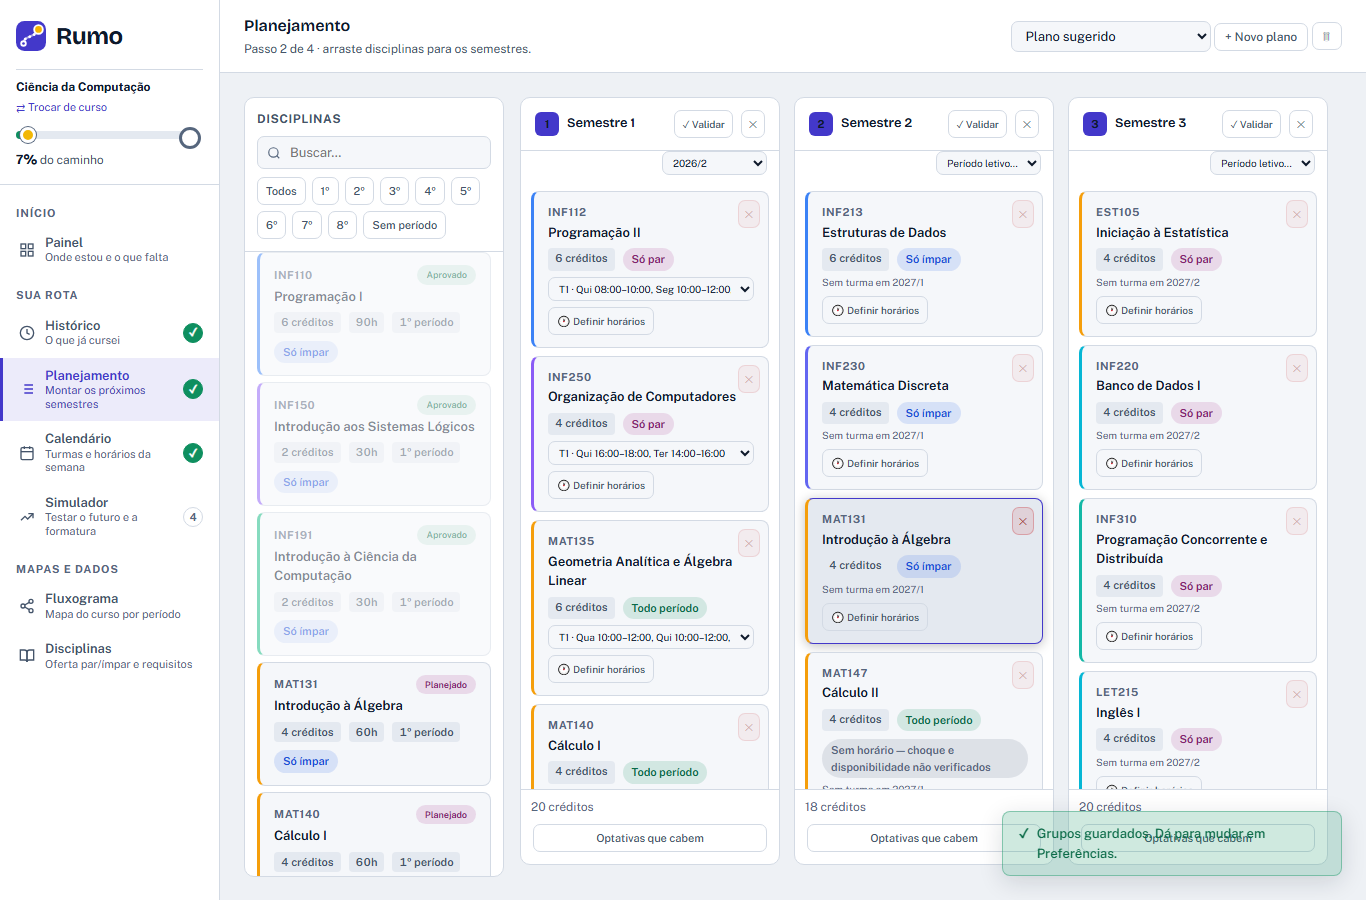 Rumo
Ciência da Computação
⇄ Trocar de curso
7% do caminho
INÍCIO
Painel
Onde estou e o que falta
SUA ROTA
Histórico
O que já cursei
Planejamento
Montar os próximos
semestres
Calendário
Turmas e horários da
semana
Simulador
Testar o futuro e a
formatura
4
MAPAS E DADOS
Fluxograma
Mapa do curso por período
Disciplinas
Oferta par/ímpar e requisitos
Planejamento
Passo 2 de 4 · arraste disciplinas para os semestres.
Plano sugerido
+ Novo plano
DISCIPLINAS
Buscar...
Todos 1º 2º 3º 4º 5º
6º 7º 8º Sem período
INF110 Aprovado
Programação I
6 créditos 90h 1º período
Só ímpar
INF150 Aprovado
Introdução aos Sistemas Lógicos
2 créditos 30h 1º período
Só ímpar
INF191 Aprovado
Introdução à Ciência da
Computação
2 créditos 30h 1º período
Só ímpar
MAT131 Planejado
Introdução à Álgebra
4 créditos 60h 1º período
Só ímpar
MAT140 Planejado
Cálculo I
4 créditos 60h 1º período
1 Semestre 1 ✓ Validar ×
2026/2
INF112 ×
Programação II
6 créditos Só par
T1 · Qui 08:00–10:00, Seg 10:00–12:00
Definir horários
INF250 ×
Organização de Computadores
4 créditos Só par
T1 · Qui 16:00–18:00, Ter 14:00–16:00
Definir horários
MAT135 ×
Geometria Analítica e Álgebra
Linear
6 créditos Todo período
T1 · Qua 10:00–12:00, Qui 10:00–12:00,
Definir horários
MAT140 ×
Cálculo I
4 créditos Todo período
20 créditos
Optativas que cabem
2 Semestre 2 ✓ Validar ×
Período letivo...
INF213 ×
Estruturas de Dados
6 créditos Só ímpar
Sem turma em 2027/1
Definir horários
INF230 ×
Matemática Discreta
4 créditos Só ímpar
Sem turma em 2027/1
Definir horários
MAT131 ×
Introdução à Álgebra
4 créditos Só ímpar
Sem turma em 2027/1
Definir horários
MAT147 ×
Cálculo II
4 créditos Todo período
Sem horário — choque e
disponibilidade não verificados
Sem turma em 2027/1
18 créditos
Optativas que cabem
3 Semestre 3 ✓ Validar ×
Período letivo...
EST105 ×
Iniciação à Estatística
4 créditos Só par
Sem turma em 2027/2
Definir horários
INF220 ×
Banco de Dados I
4 créditos Só par
Sem turma em 2027/2
Definir horários
INF310 ×
Programação Concorrente e
Distribuída
4 créditos Só par
Sem turma em 2027/2
Definir horários
LET215 ×
Inglês I
4 créditos Só par
Sem turma em 2027/2
Definir horários
20 créditos
Optativas que cabem
✓ Grupos guardados. Dá para mudar em
Preferências.